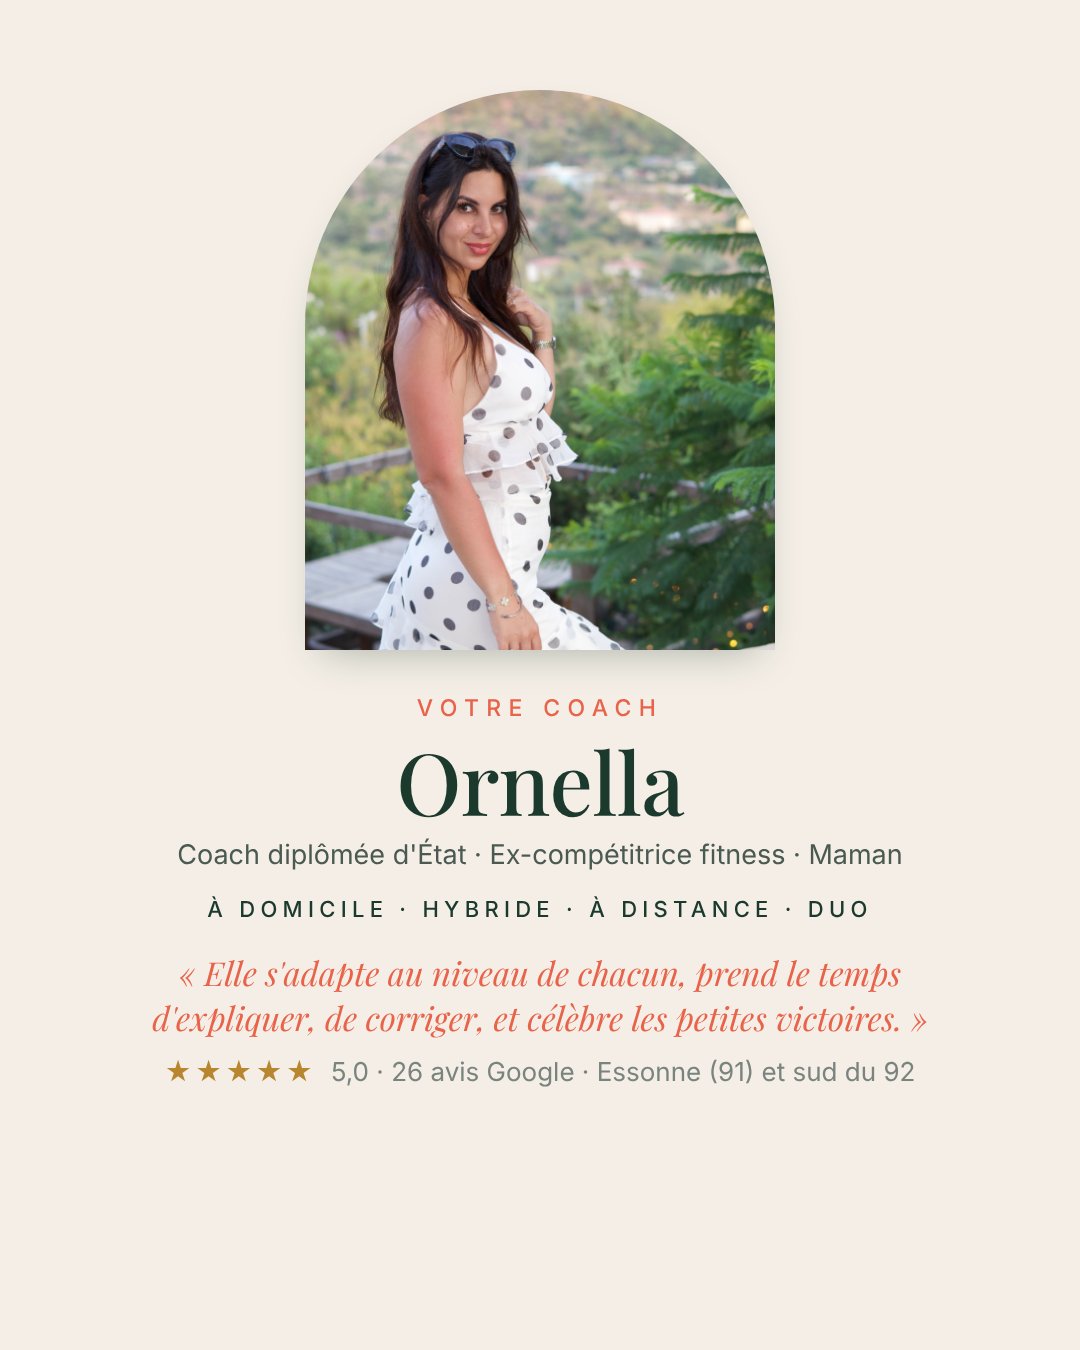 VOTRE COACH
Ornella
Coach diplômée d'État · Ex-compétitrice fitness · Maman
À DOMICILE · HYBRIDE · À DISTANCE · DUO
« Elle s'adapte au niveau de chacun, prend le temps
d'expliquer, de corriger, et célèbre les petites victoires. »
★★★★★ 5,0 · 26 avis Google · Essonne (91) et sud du 92